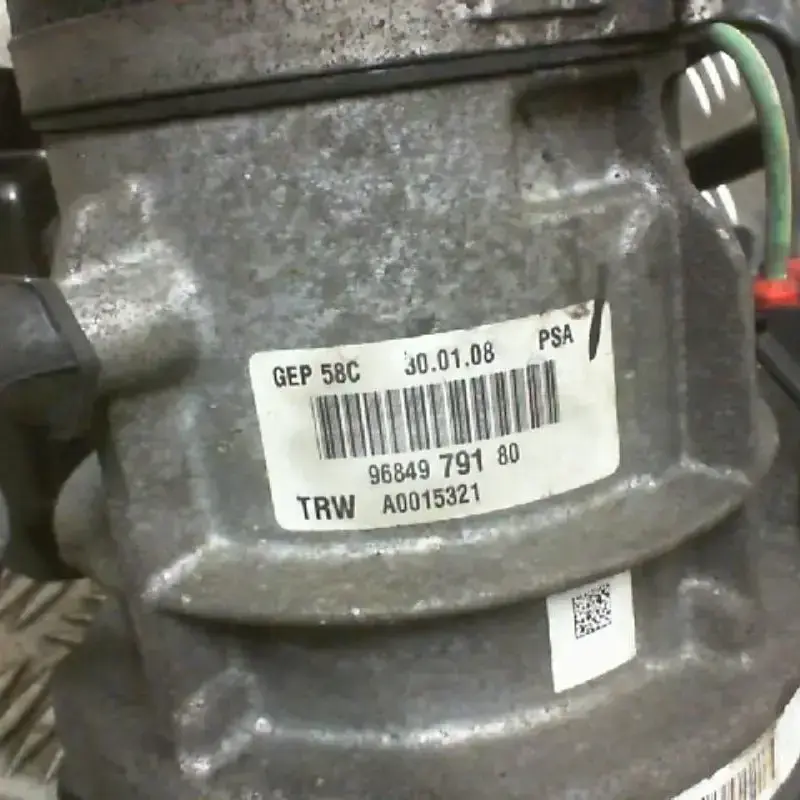 GEP 58C 30.01.08 PSA
96849 791 80
TRW A0015321